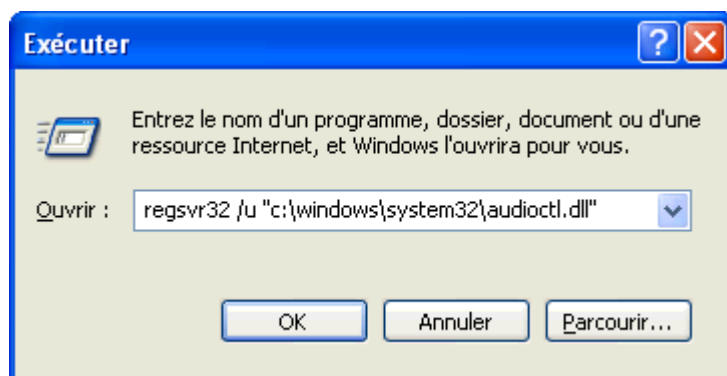 Exécuter
Entrez le nom d'un programme, dossier, document ou d'une
ressource Internet, et Windows l'ouvrira pour vous.
Ouvrir : regsvr32 /u "c:\windows\system32\audioctl.dll"
OK Annuler Parcourir...